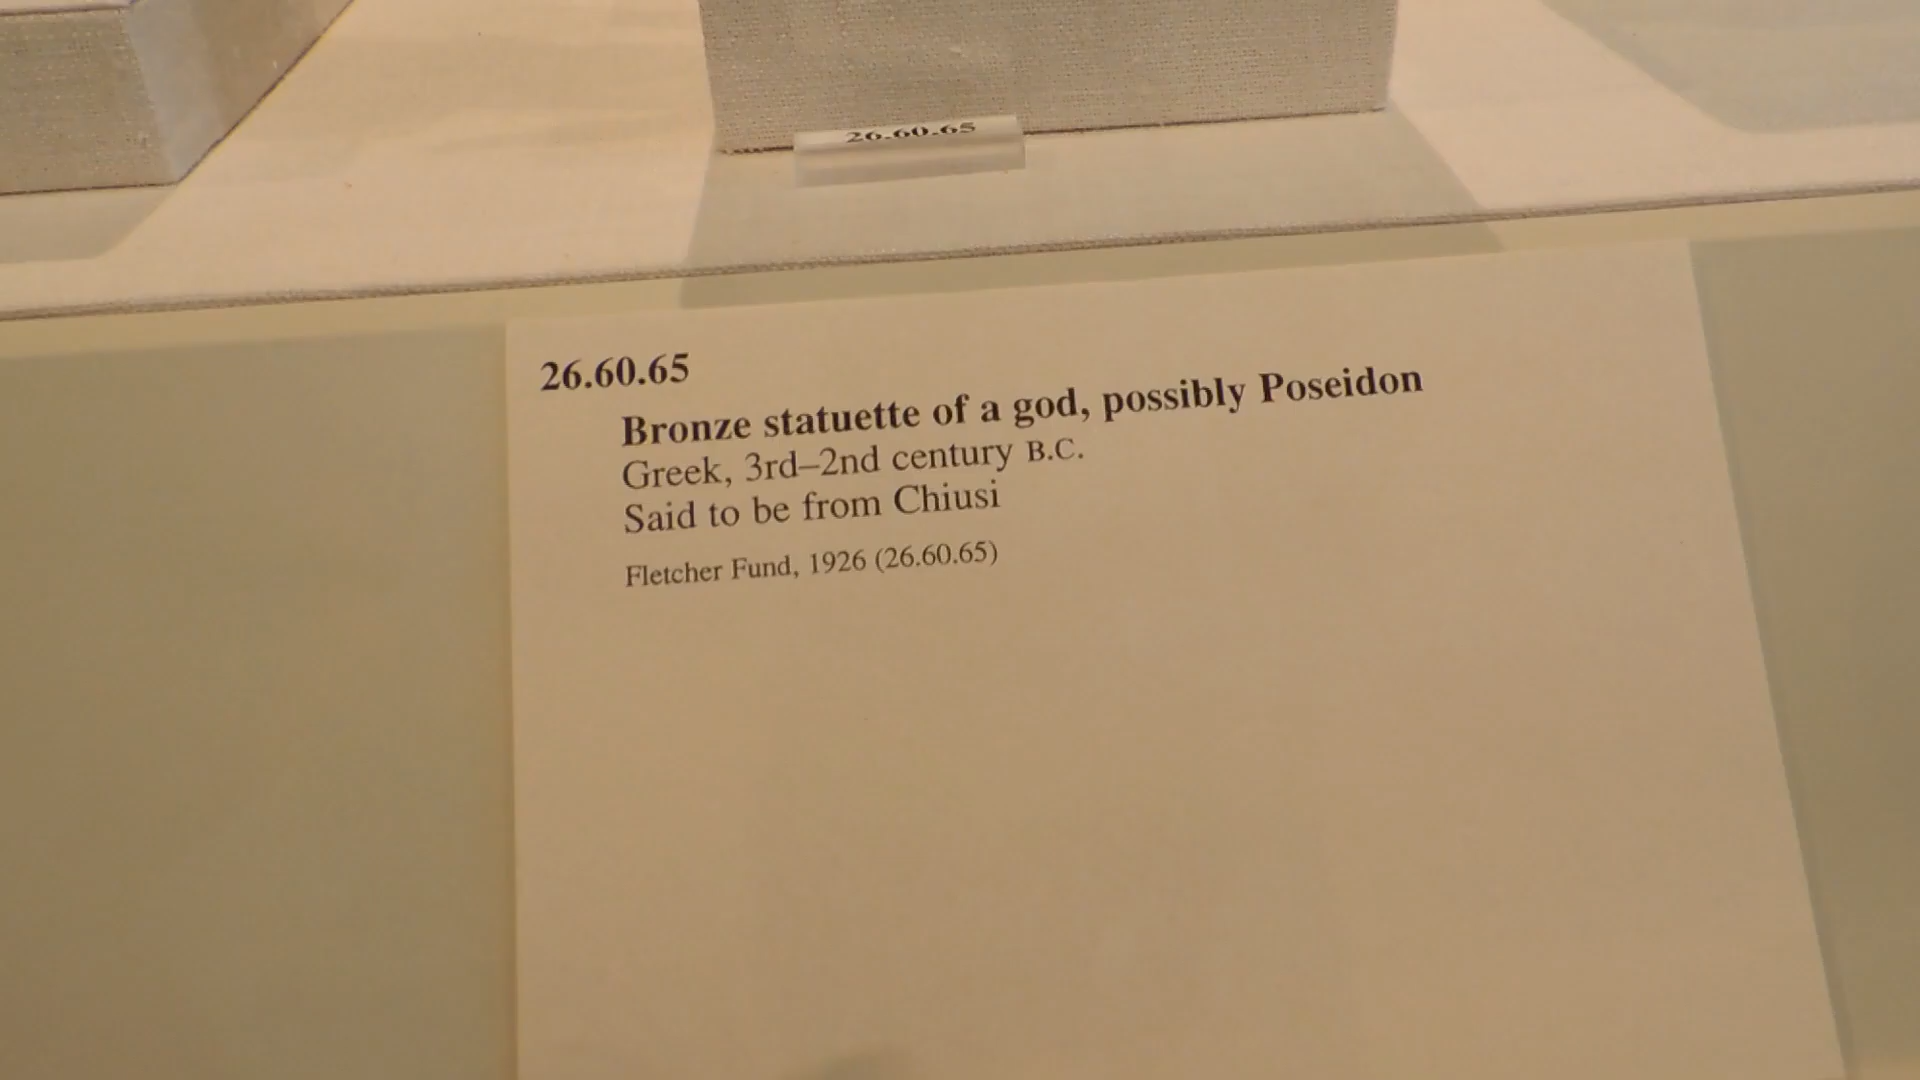 26.60.65
26.60.65
Bronze statuette of a god, possibly Poseidon
Greek, 3rd–2nd century B.C.
Said to be from Chiusi
Fletcher Fund, 1926 (26.60.65)